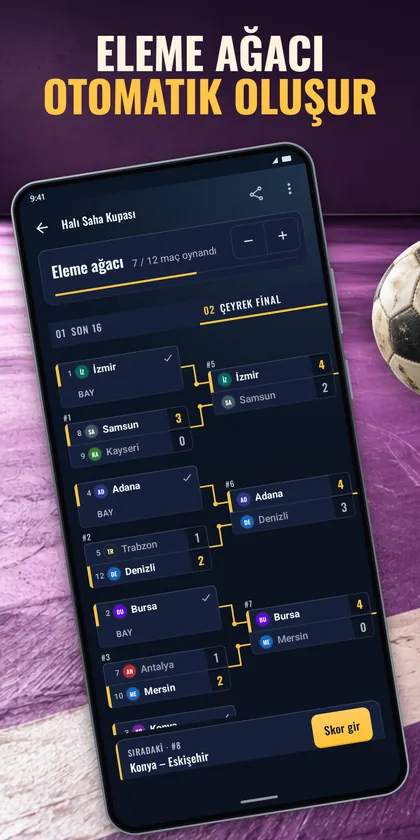 ELEME AĞACI
OTOMATIK OLUŞUR
9:41
Halı Saha Kupası
Eleme ağacı 7 / 12 maç oynandı
− +
01 SON 16
02 ÇEYREK FİNAL
1 İZ İzmir
BAY
#1
8 SA Samsun 3
9 KA Kayseri 0
#5
İZ İzmir 4
SA Samsun 2
4 AD Adana
BAY
#2
5 TR Trabzon 1
12 DE Denizli 2
#6
AD Adana 4
DE Denizli 3
2 BU Bursa
BAY
#3
7 AN Antalya 1
10 ME Mersin 2
#7
BU Bursa 4
ME Mersin 0
3 Konya
SIRADAKİ · #8
Konya – Eskişehir
Skor gir